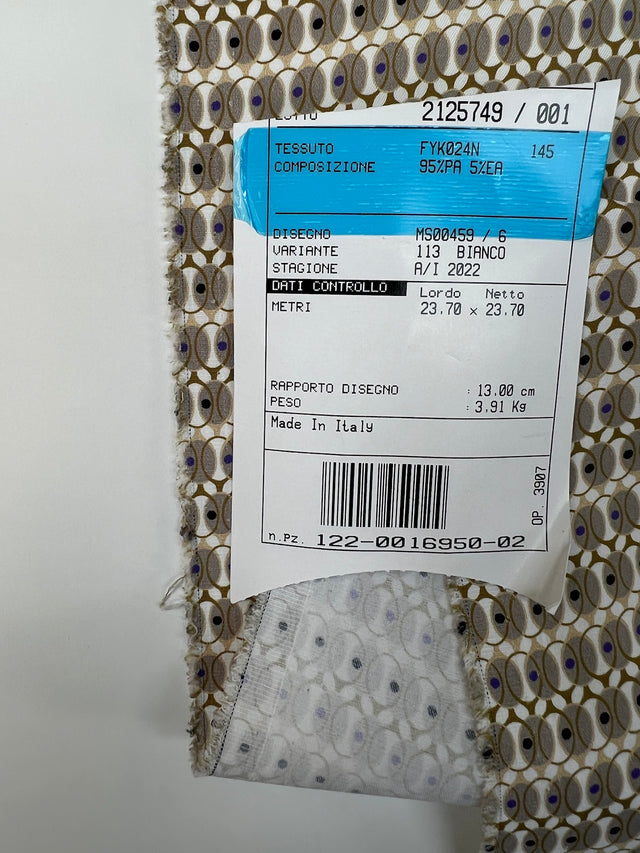 2125749 / 001
TESSUTO FYK024N 145
COMPOSIZIONE 95%PA 5%EA
DISEGNO MS00459 / 6
VARIANTE 113 BIANCO
STAGIONE A/I 2022
DATI CONTROLLO Lordo Netto
METRI 23.70 x 23.70
RAPPORTO DISEGNO : 13.00 cm
PESO : 3.91 Kg
Made In Italy
OP. 3907
n.Pz. 122-0016950-02